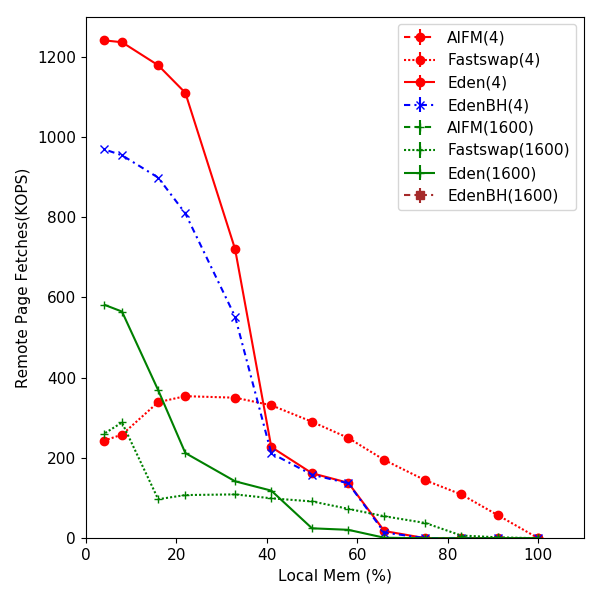 1200
1000
800
600
400
200
0
0 20 40 60 80 100
Remote Page Fetches(KOPS)
Local Mem (%)
AIFM(4)
Fastswap(4)
Eden(4)
EdenBH(4)
AIFM(1600)
Fastswap(1600)
Eden(1600)
EdenBH(1600)